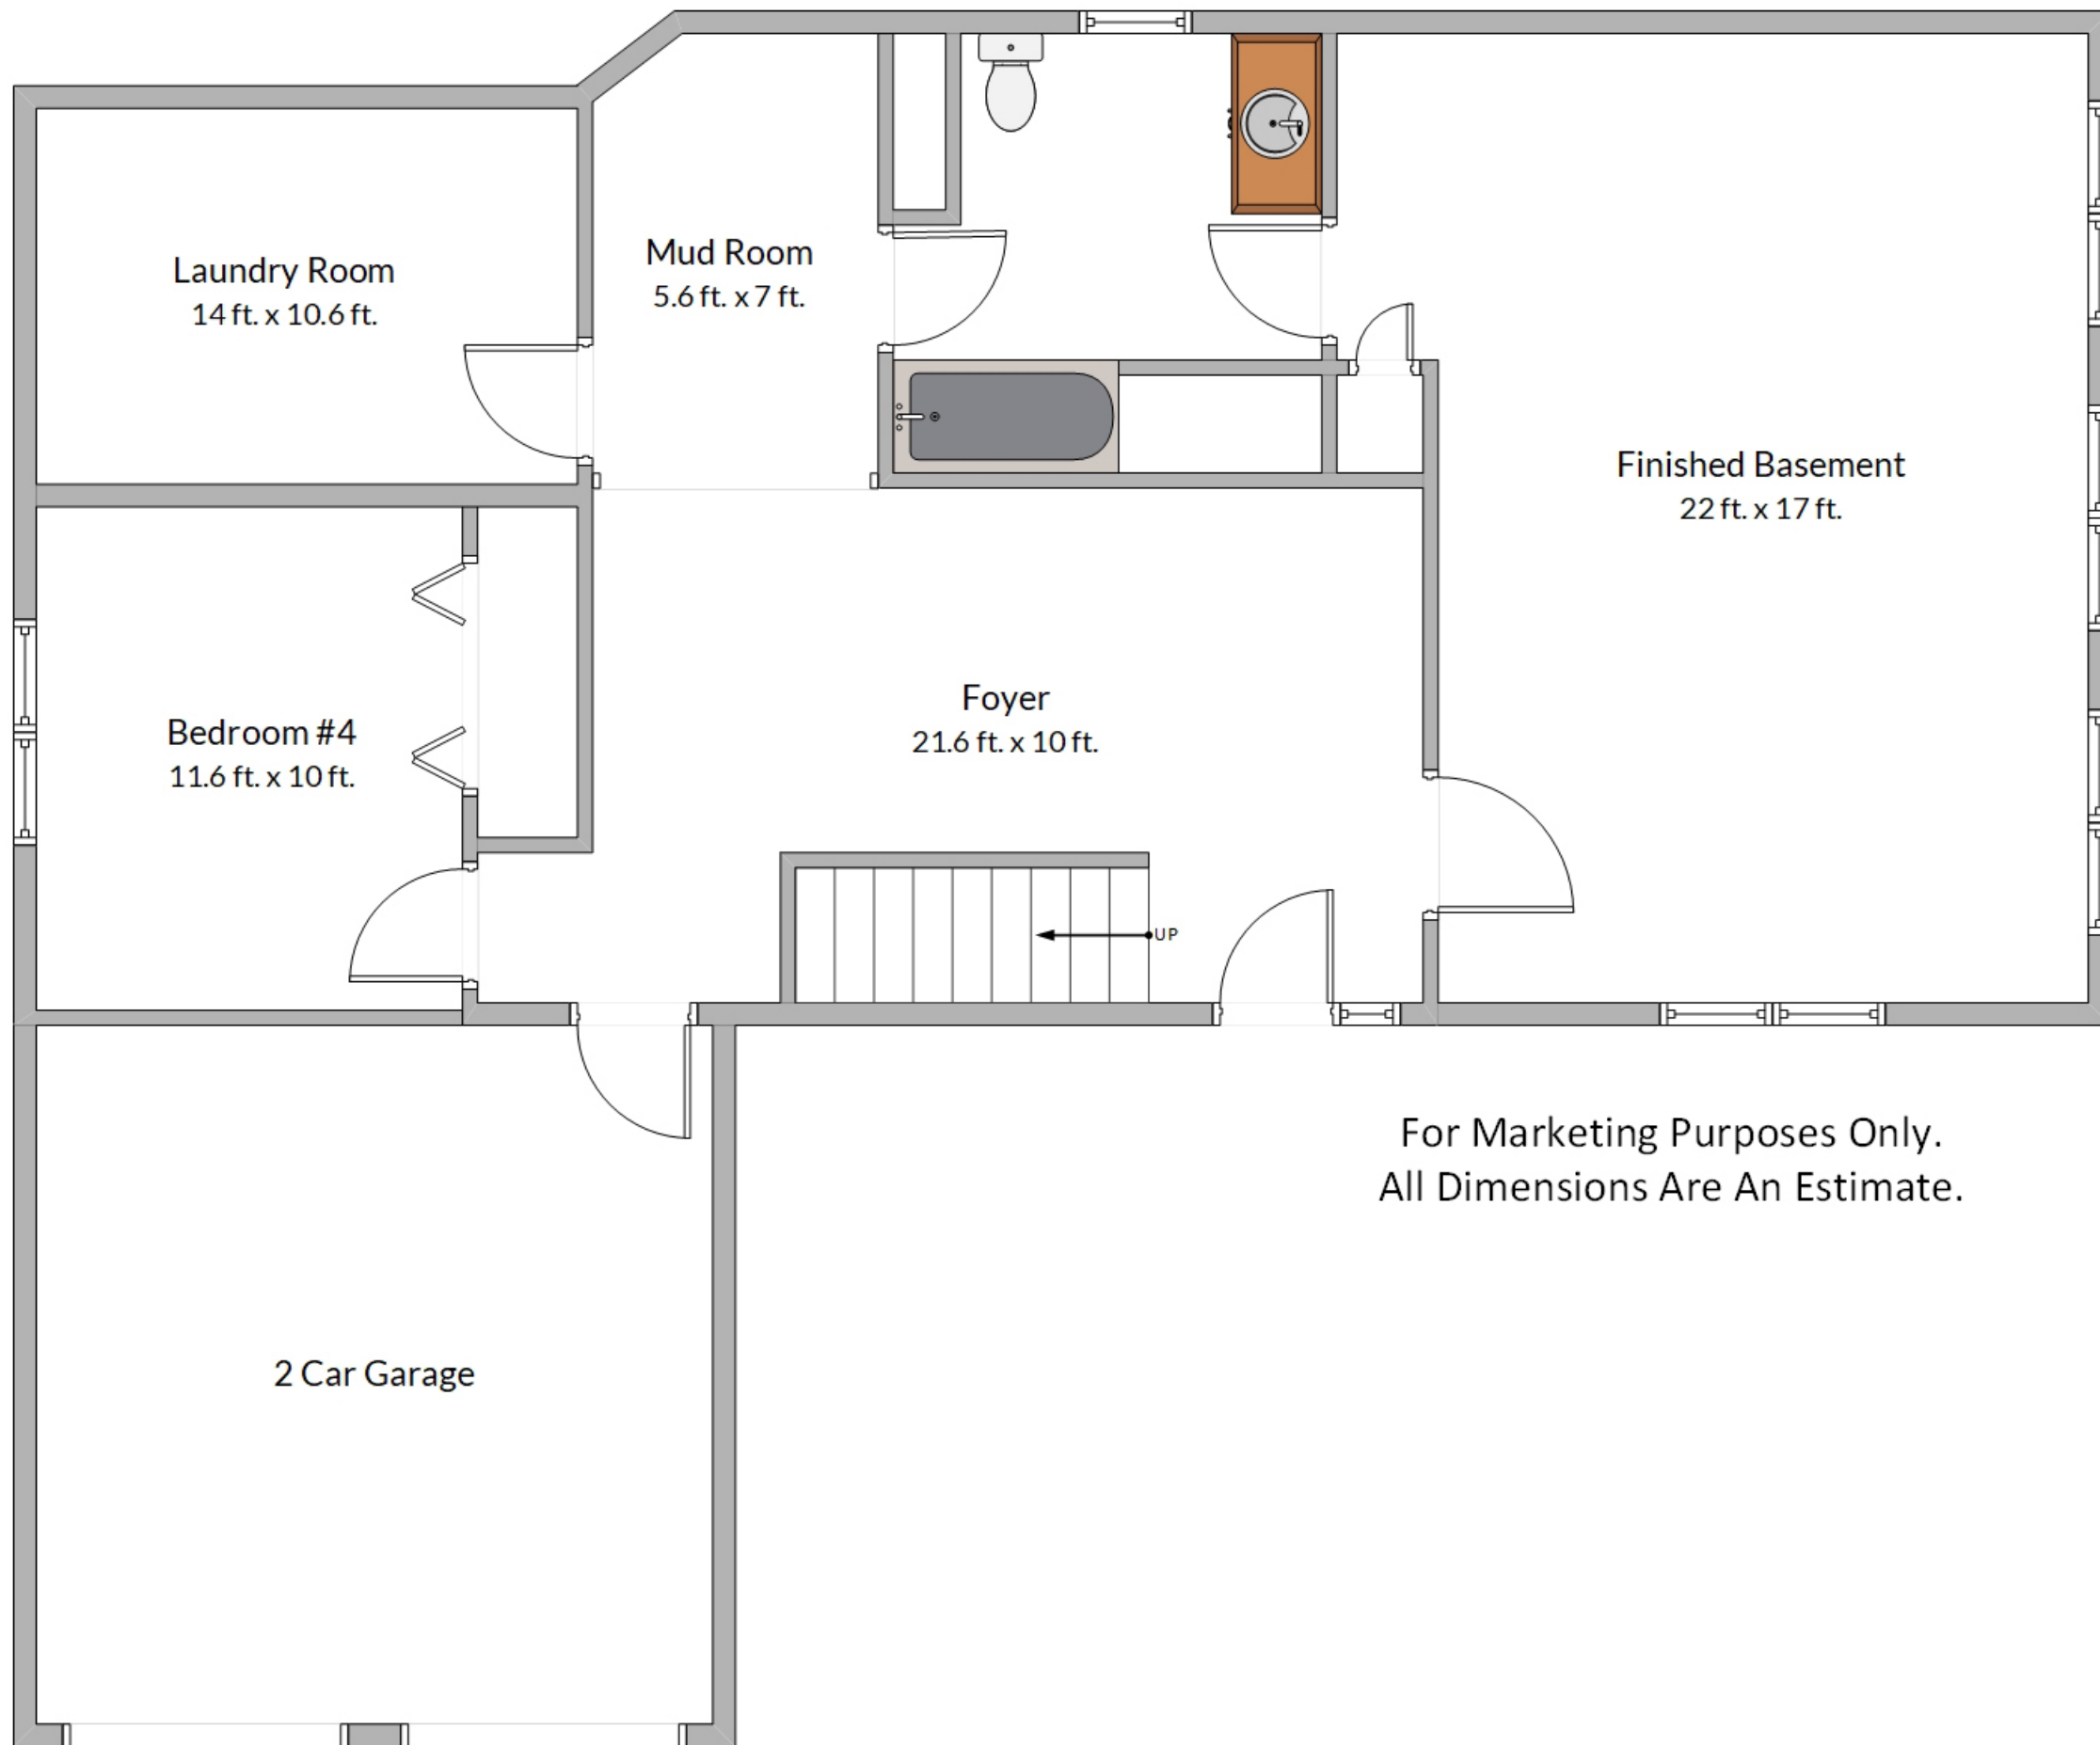 Laundry Room
14 ft. x 10.6 ft.
Mud Room
5.6 ft. x 7 ft.
Finished Basement
22 ft. x 17 ft.
Bedroom #4
11.6 ft. x 10 ft.
Foyer
21.6 ft. x 10 ft.
UP
For Marketing Purposes Only.
All Dimensions Are An Estimate.
2 Car Garage